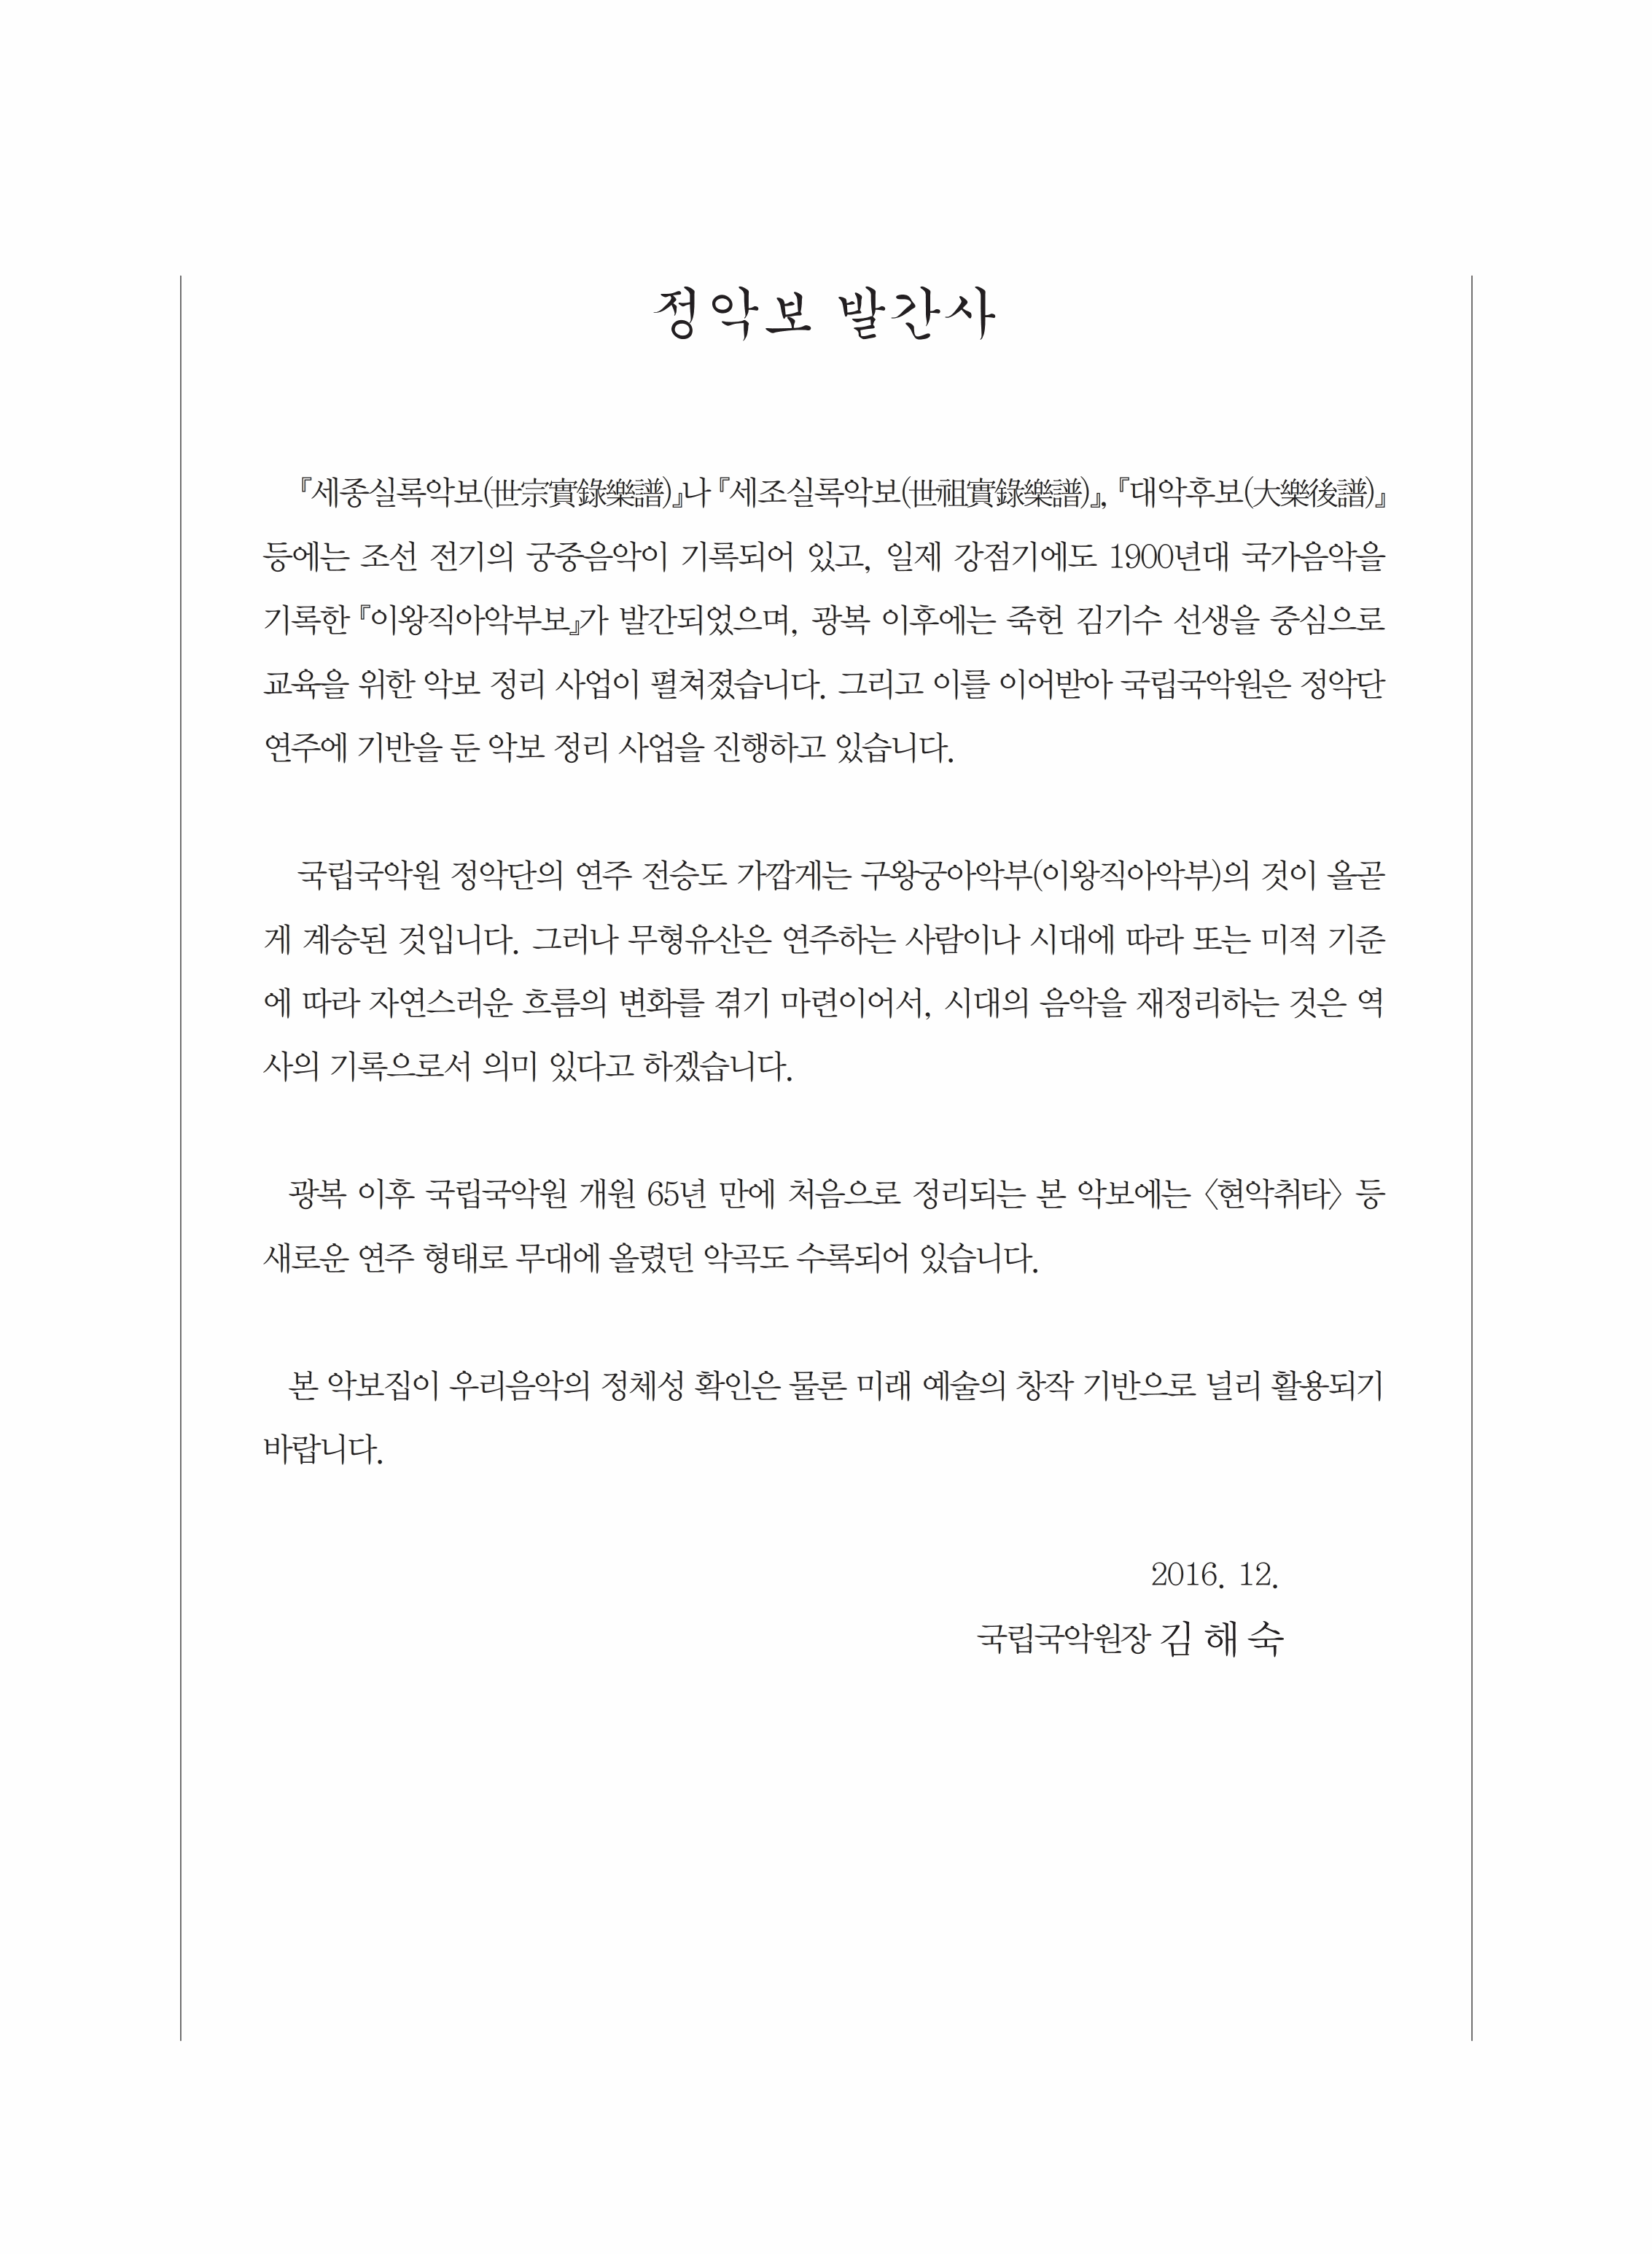 정악보 발간사
『세종실록악보(世宗實錄樂譜)』나 『세조실록악보(世祖實錄樂譜)』, 『대악후보(大樂後譜)』
등에는 조선 전기의 궁중음악이 기록되어 있고, 일제 강점기에도 1900년대 국가음악을
기록한 『이왕직아악부보』가 발간되었으며, 광복 이후에는 죽헌 김기수 선생을 중심으로
교육을 위한 악보 정리 사업이 펼쳐졌습니다. 그리고 이를 이어받아 국립국악원은 정악단
연주에 기반을 둔 악보 정리 사업을 진행하고 있습니다.
국립국악원 정악단의 연주 전승도 가깝게는 구왕궁아악부(이왕직아악부)의 것이 올곧
게 계승된 것입니다. 그러나 무형유산은 연주하는 사람이나 시대에 따라 또는 미적 기준
에 따라 자연스러운 흐름의 변화를 겪기 마련이어서, 시대의 음악을 재정리하는 것은 역
사의 기록으로서 의미 있다고 하겠습니다.
광복 이후 국립국악원 개원 65년 만에 처음으로 정리되는 본 악보에는 〈현악취타〉 등
새로운 연주 형태로 무대에 올렸던 악곡도 수록되어 있습니다.
본 악보집이 우리음악의 정체성 확인은 물론 미래 예술의 창작 기반으로 널리 활용되기
바랍니다.
2016. 12.
국립국악원장 김 해 숙